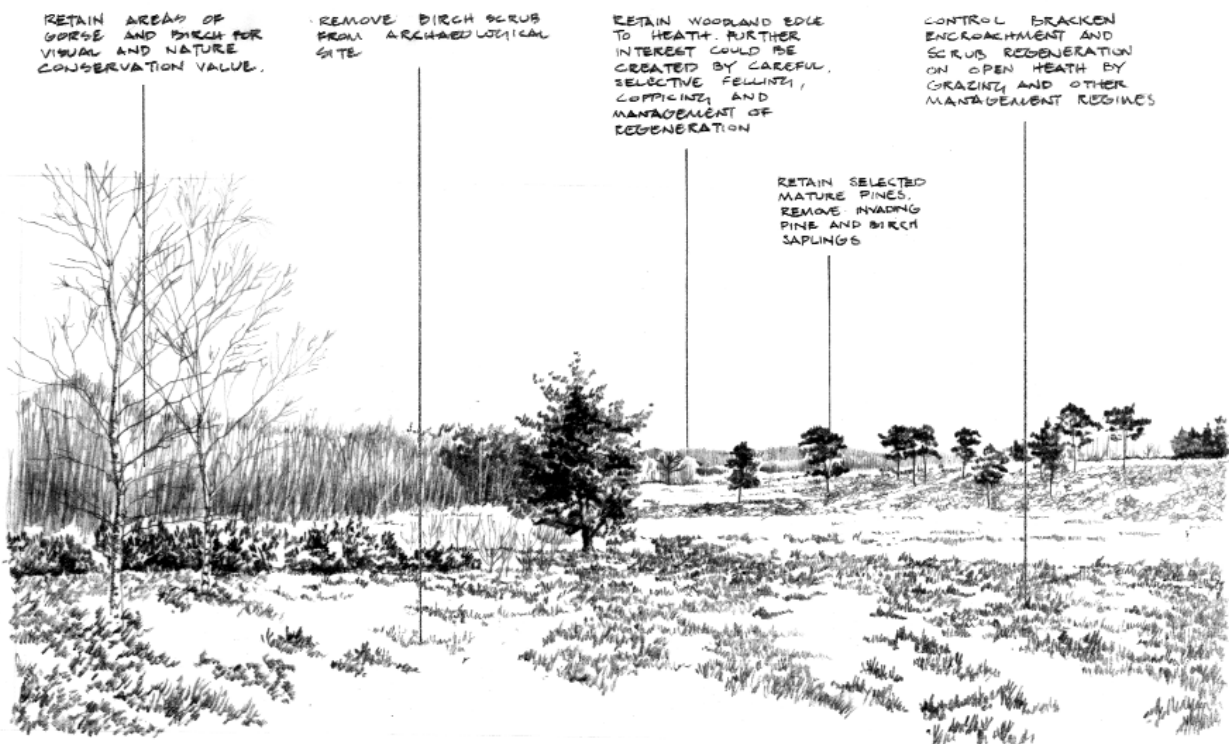 RETAIN AREAS OF
GORSE AND BIRCH FOR
VISUAL AND NATURE
CONSERVATION VALUE.
REMOVE BIRCH SCRUB
FROM ARCHAEOLOGICAL
SITE
RETAIN WOODLAND EDGE
TO HEATH. FURTHER
INTEREST COULD BE
CREATED BY CAREFUL,
SELECTIVE FELLING,
COPPICING AND
MANAGEMENT OF
REGENERATION
RETAIN SELECTED
MATURE PINES.
REMOVE INVADING
PINE AND BIRCH
SAPLINGS
CONTROL BRACKEN
ENCROACHMENT AND
SCRUB REGENERATION
ON OPEN HEATH BY
GRAZING AND OTHER
MANAGEMENT REGIMES